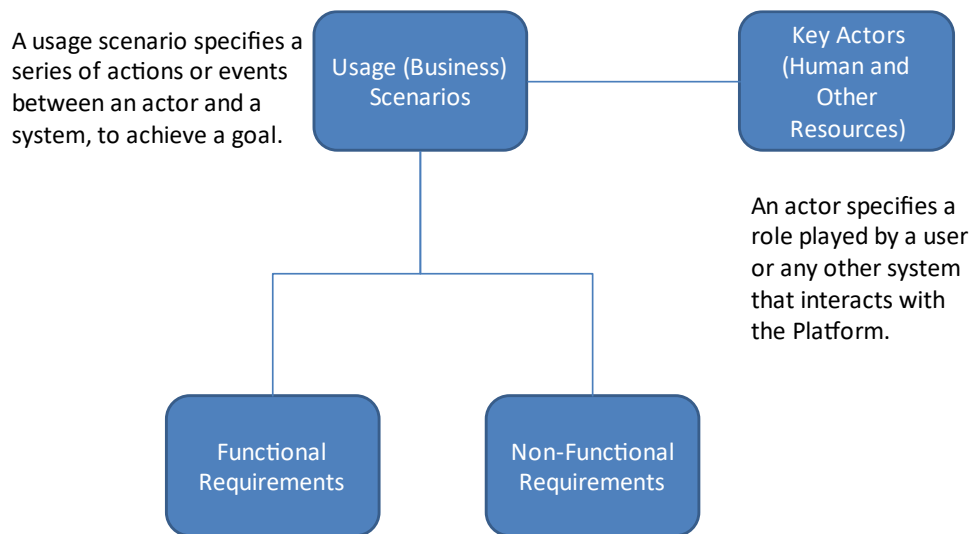 A usage scenario specifies a
series of actions or events
between an actor and a
system, to achieve a goal.
Usage (Business)
Scenarios
Key Actors
(Human and
Other
Resources)
An actor specifies a
role played by a user
or any other system
that interacts with
the Platform.
Functional
Requirements
Non-Functional
Requirements